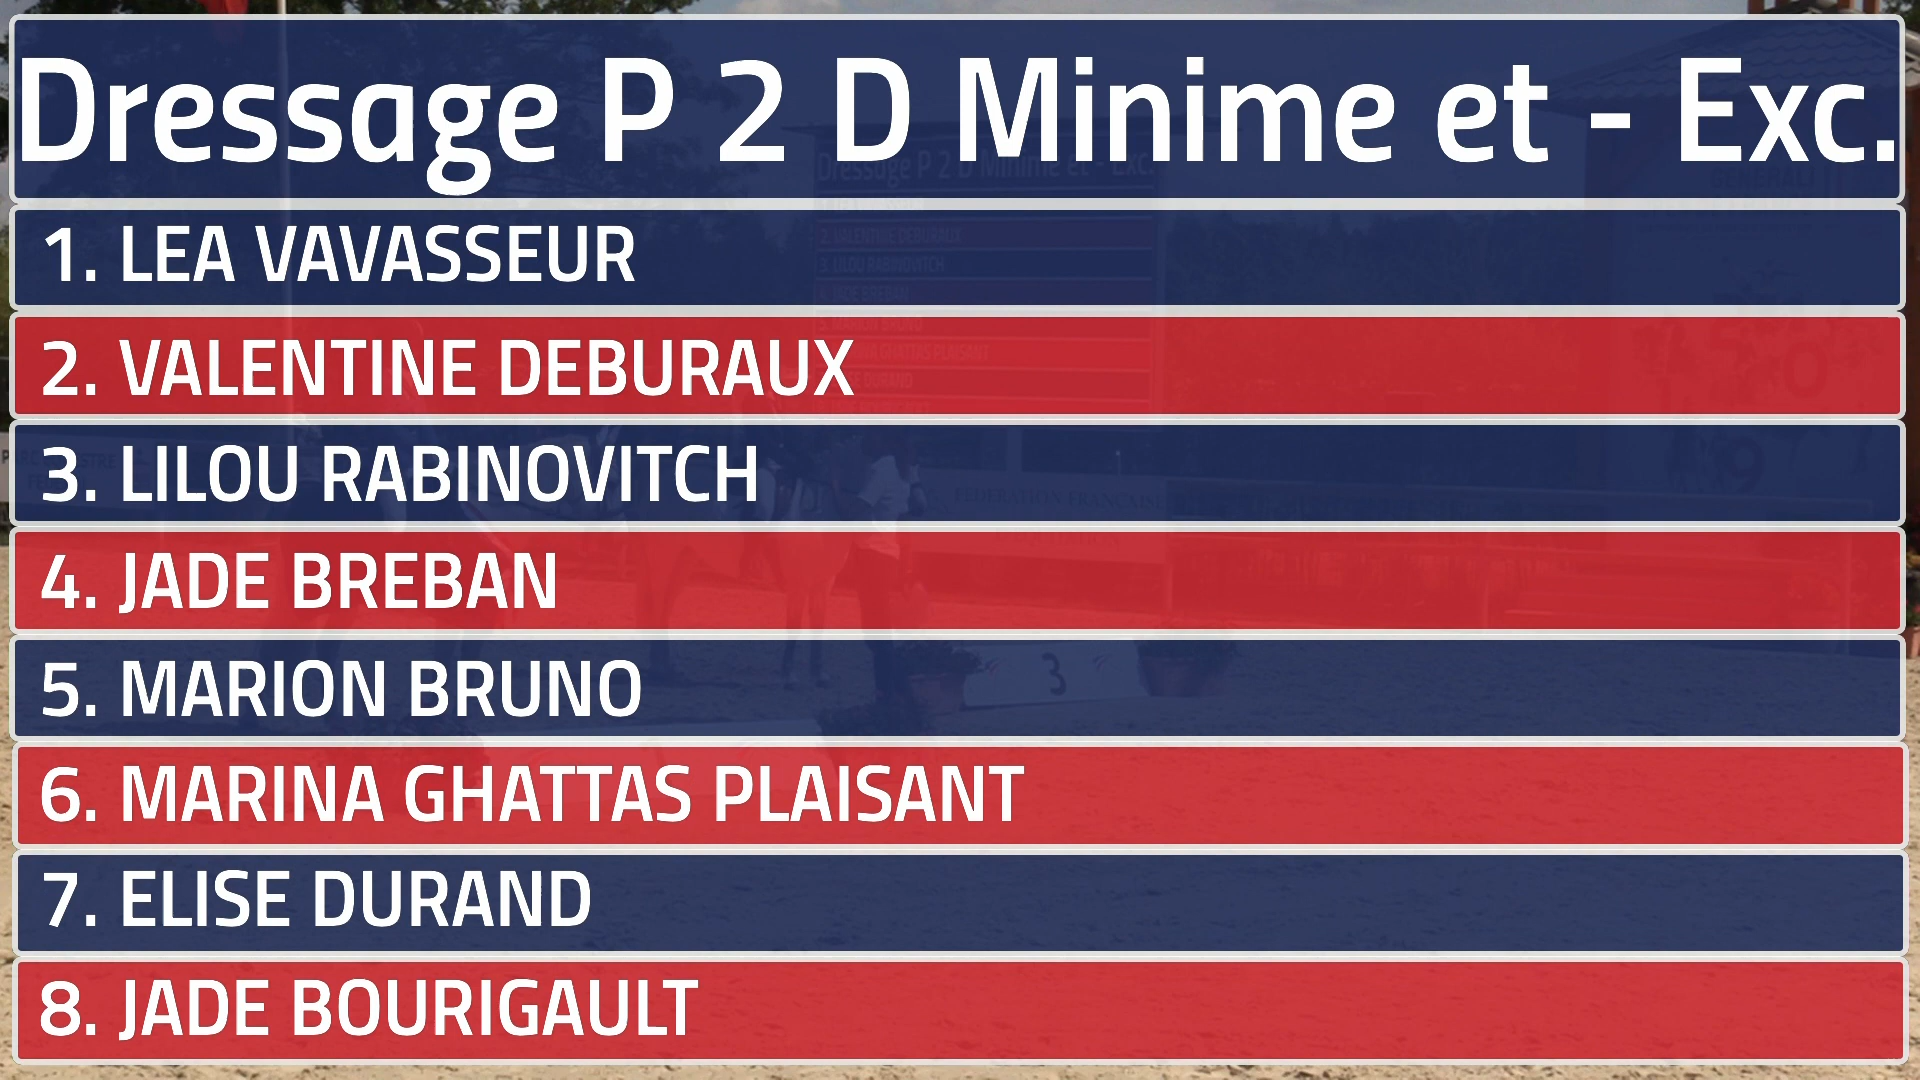 Dressage P 2 D Minime et - Exc.
1. LEA VAVASSEUR
2. VALENTINE DEBURAUX
3. LILOU RABINOVITCH
4. JADE BREBAN
5. MARION BRUNO
6. MARINA GHATTAS PLAISANT
7. ELISE DURAND
8. JADE BOURIGAULT
3